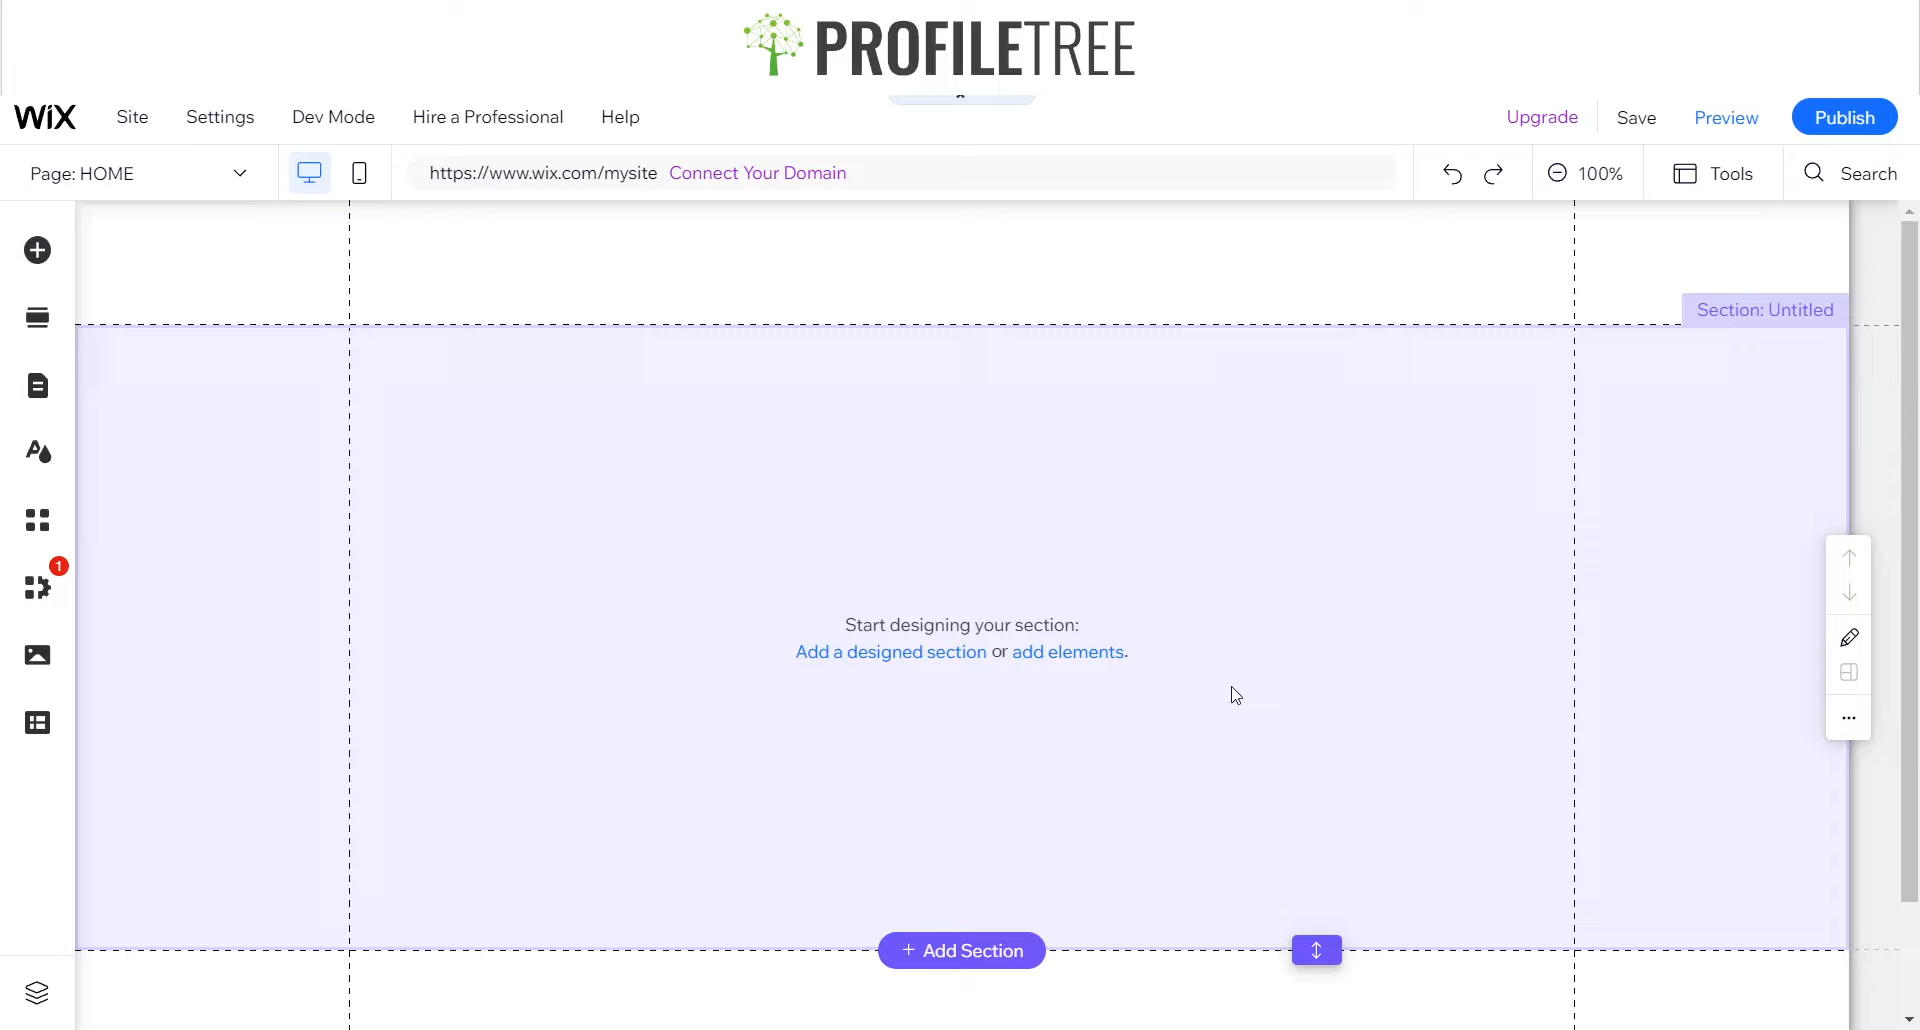 PROFILETREE
WiX Site Settings Dev Mode Hire a Professional Help Upgrade Save Preview Publish
Page: HOME https://www.wix.com/mysite Connect Your Domain 100% Tools Search
Section: Untitled
1
Start designing your section:
Add a designed section or add elements.
+ Add Section